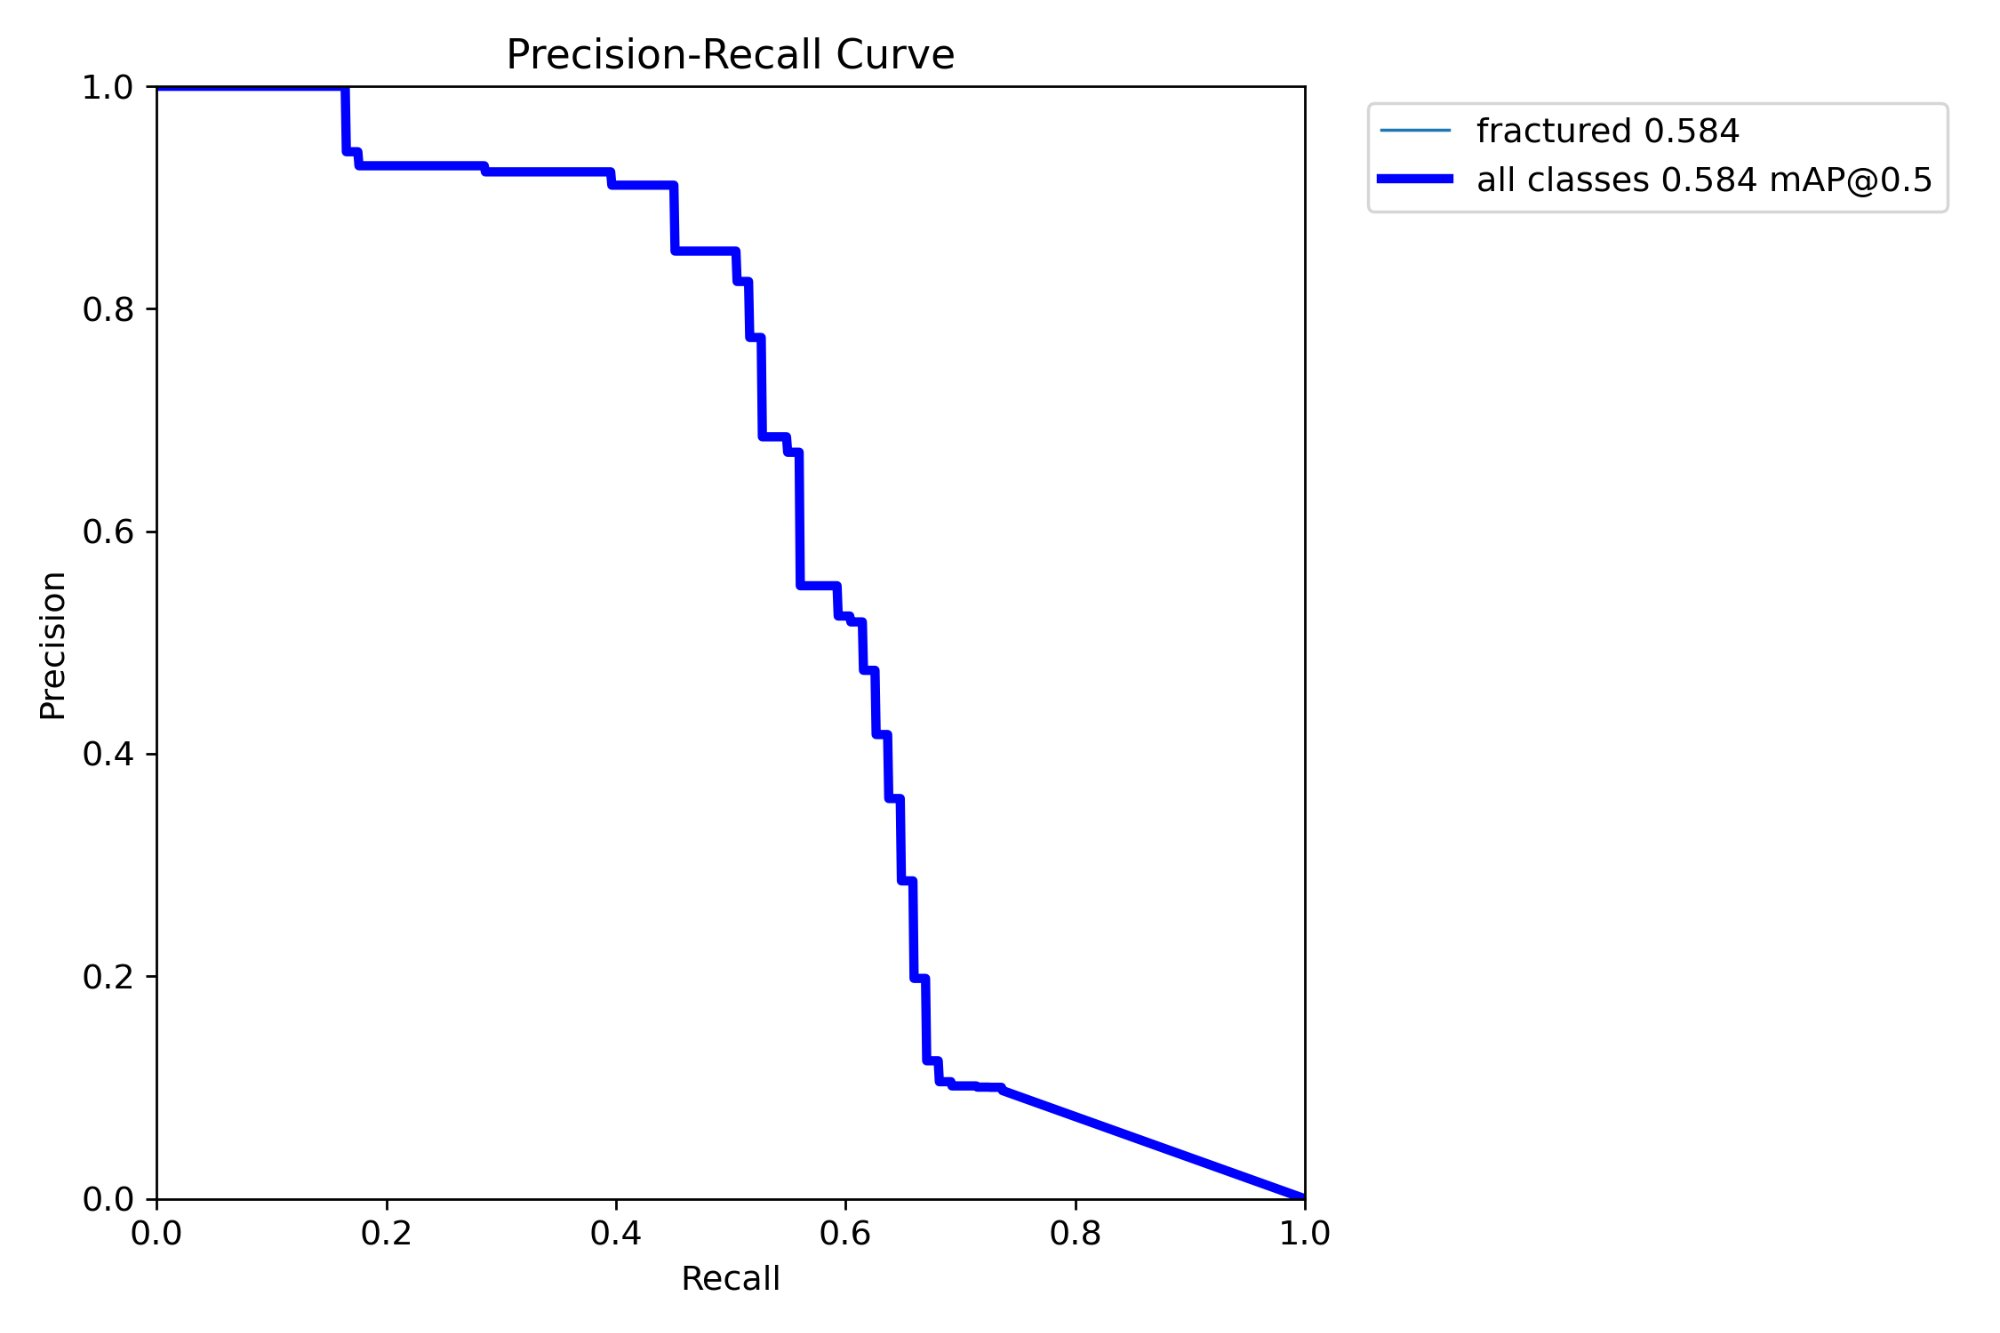 Precision-Recall Curve
1.0
0.8
0.6
0.4
0.2
0.0
Precision
0.0 0.2 0.4 0.6 0.8 1.0
Recall
fractured 0.584
all classes 0.584 mAP@0.5